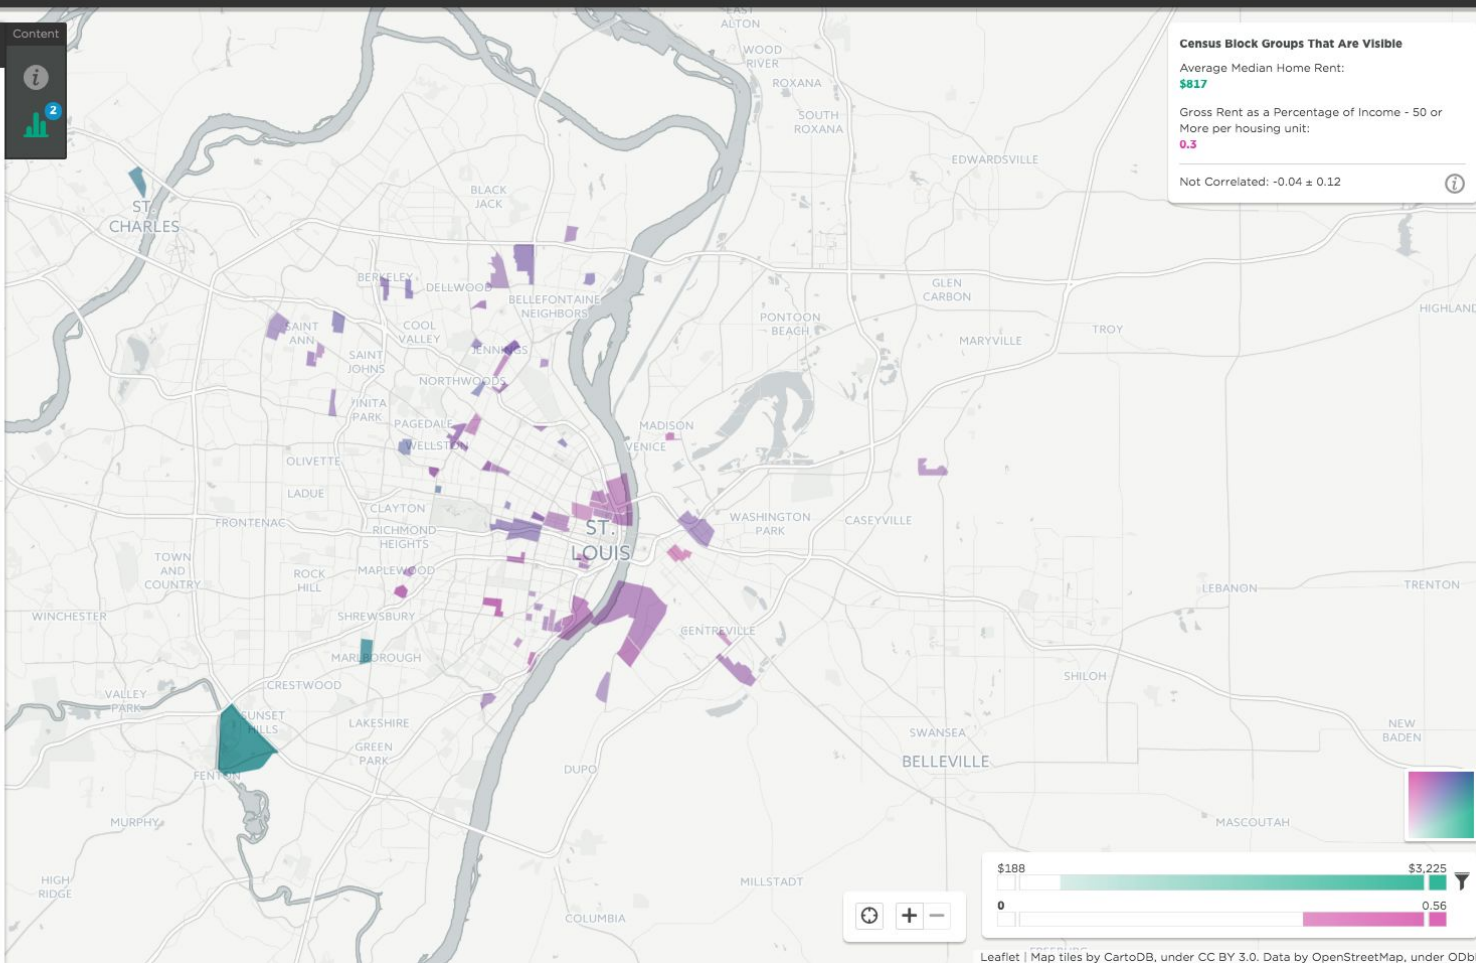 Content
2
Census Block Groups That Are Visible
Average Median Home Rent:
$817
Gross Rent as a Percentage of Income - 50 or
More per housing unit:
0.3
Not Correlated: -0.04 ± 0.12
EAST
ALTON
WOOD
RIVER
ROXANA
SOUTH
ROXANA
EDWARDSVILLE
BLACK
JACK
ST.
CHARLES
BERKELEY
DELLWOOD
BELLEFONTAINE
NEIGHBORS
GLEN
CARBON
HIGHLAND
SAINT
ANN
COOL
VALLEY
PONTOON
BEACH
TROY
MARYVILLE
JENNINGS
SAINT
JOHNS
NORTHWOODS
VINITA
PARK
PAGEDALE
MADISON
VENICE
WELLSTON
OLIVETTE
LADUE
CLAYTON
FRONTENAC
RICHMOND
HEIGHTS
ST.
LOUIS
WASHINGTON
PARK
CASEYVILLE
TOWN
AND
COUNTRY
ROCK
HILL
MAPLEWOOD
LEBANON
TRENTON
WINCHESTER
SHREWSBURY
CENTREVILLE
MARLBOROUGH
CRESTWOOD
SHILOH
VALLEY
PARK
SUNSET
HILLS
LAKESHIRE
NEW
BADEN
SWANSEA
GREEN
PARK
BELLEVILLE
FENTON
DUPO
MURPHY
MASCOUTAH
HIGH
RIDGE
MILLSTADT
COLUMBIA
$188
$3,225
0
0.56
Leaflet | Map tiles by CartoDB, under CC BY 3.0. Data by OpenStreetMap, under ODb